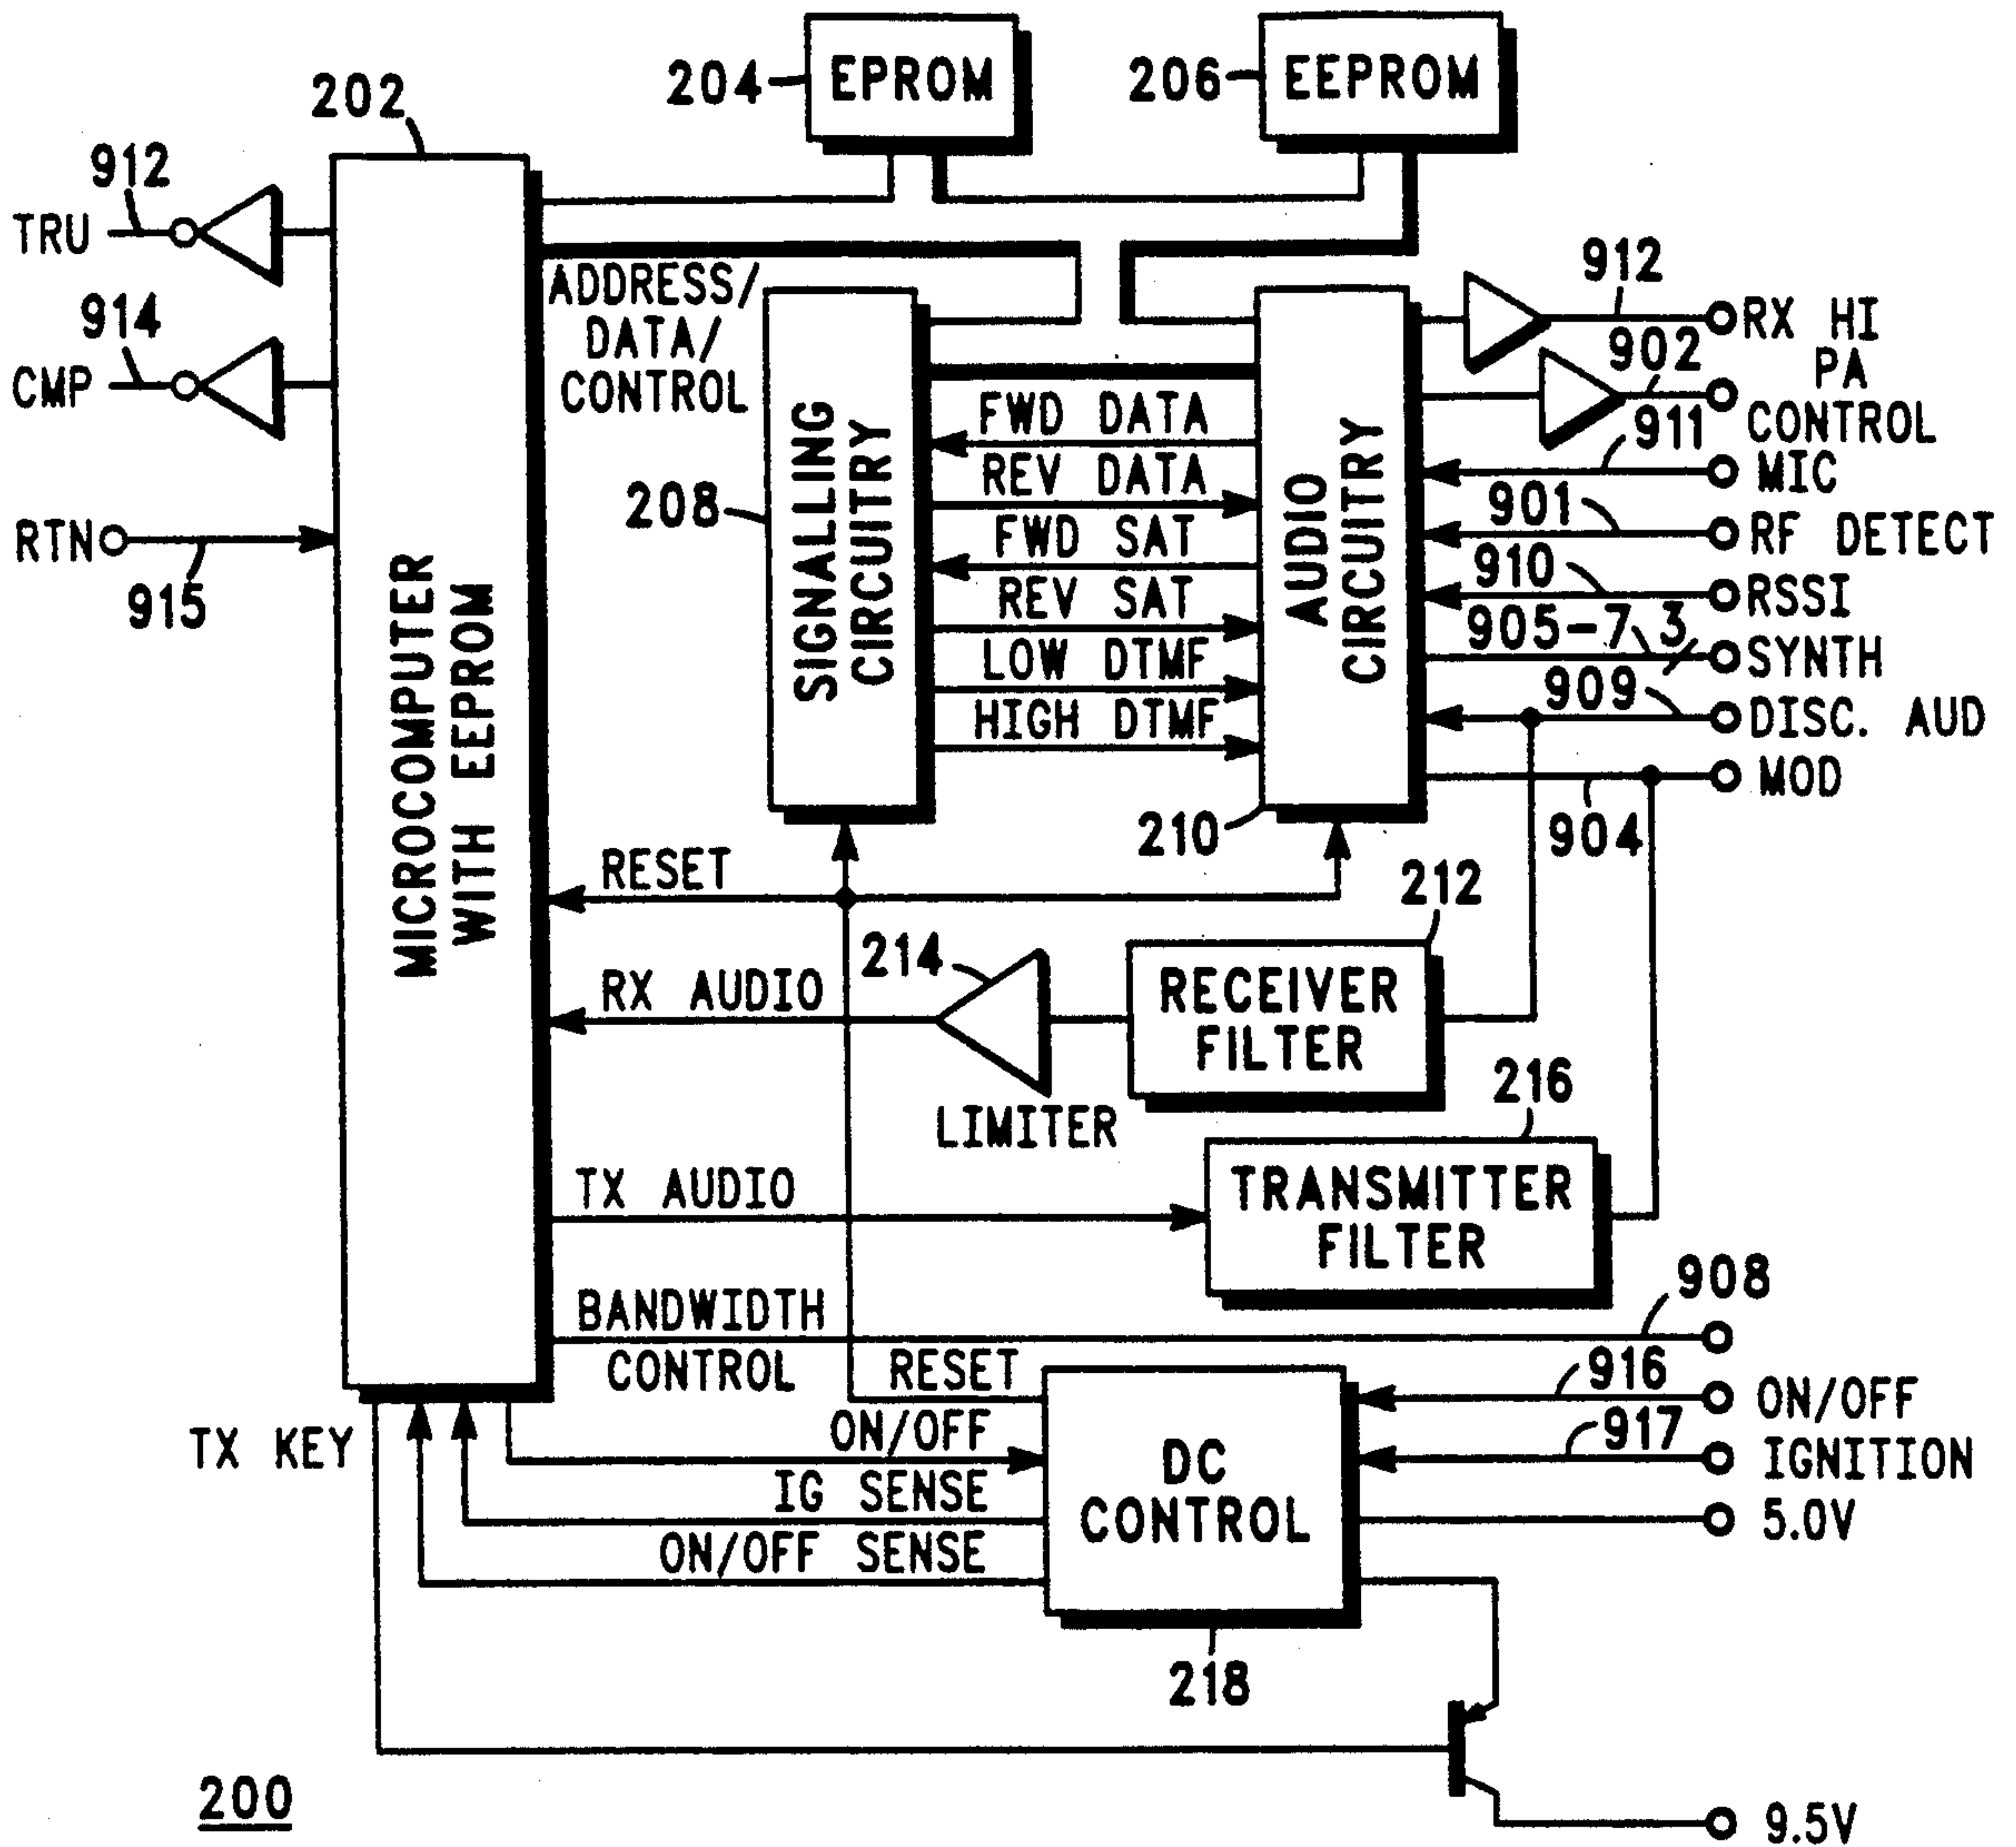 204
EPROM
206
EEPROM
202
912
TRU
914
CMP
RTN
915
MICROCOMPUTER
WITH EEPROM
ADDRESS/
DATA/
CONTROL
208
SIGNALLING
CIRCUITRY
FWD DATA
REV DATA
FWD SAT
REV SAT
LOW DTMF
HIGH DTMF
AUDIO
CIRCUITRY
210
912
RX HI
902
PA
CONTROL
911
MIC
901
RF DETECT
910
RSSI
905-7
3
SYNTH
909
DISC. AUD
MOD
904
RESET
212
214
RX AUDIO
RECEIVER
FILTER
LIMITER
216
TX AUDIO
TRANSMITTER
FILTER
908
BANDWIDTH
CONTROL
RESET
916
ON/OFF
917
IGNITION
5.0V
TX KEY
ON/OFF
IG SENSE
ON/OFF SENSE
DC
CONTROL
218
200
9.5V